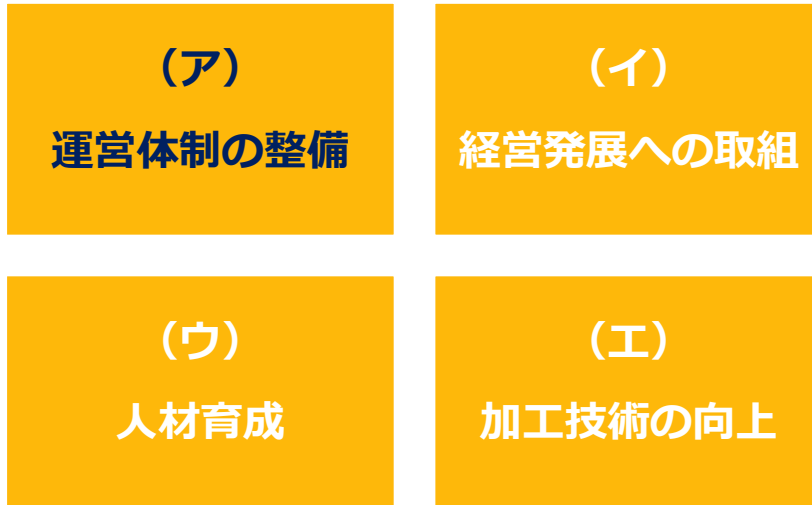 （ア）
運営体制の整備
（イ）
経営発展への取組
（ウ）
人材育成
（エ）
加工技術の向上